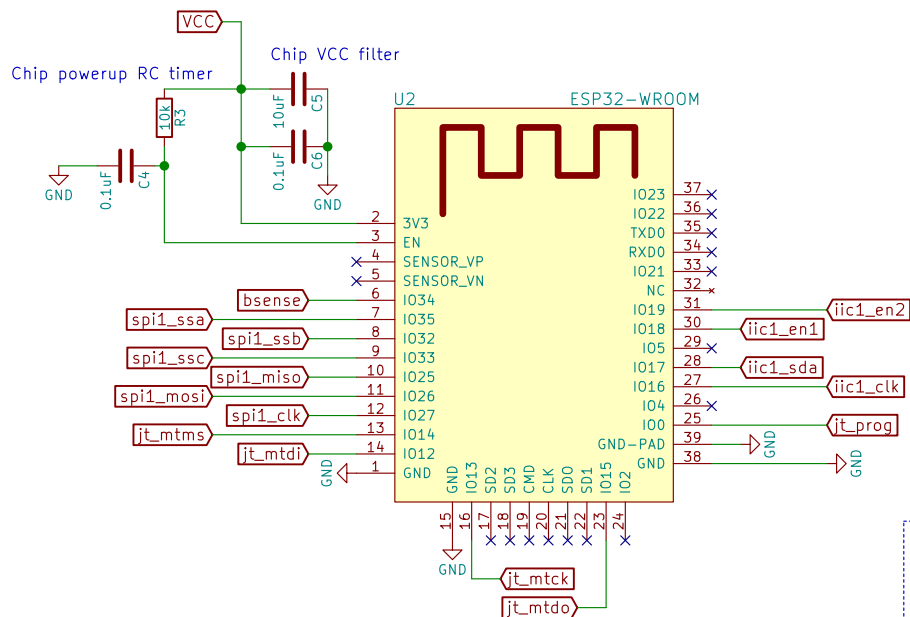 VCC
Chip VCC filter
Chip powerup RC timer
10uF
C5
10k
R3
0.1uF
C6
0.1uF
C4
GND
GND
U2
ESP32-WROOM
2 3V3
3 EN
4 SENSOR_VP
5 SENSOR_VN
bsense 6 IO34
spi1_ssa 7 IO35
spi1_ssb 8 IO32
spi1_ssc 9 IO33
spi1_miso 10 IO25
spi1_mosi 11 IO26
spi1_clk 12 IO27
jt_mtms 13 IO14
jt_mtdi 14 IO12
GND 1 GND
IO23 37
IO22 36
TXD0 35
RXD0 34
IO21 33
NC 32
IO19 31 iic1_en2
IO18 30 iic1_en1
IO5 29
IO17 28 iic1_sda
IO16 27 iic1_clk
IO4 26
IO0 25 jt_prog
GND-PAD 39 GND
GND 38 GND
GND 15
IO13 16
SD2 17
SD3 18
CMD 19
CLK 20
SD0 21
SD1 22
IO15 23
IO2 24
GND
jt_mtck
jt_mtdo